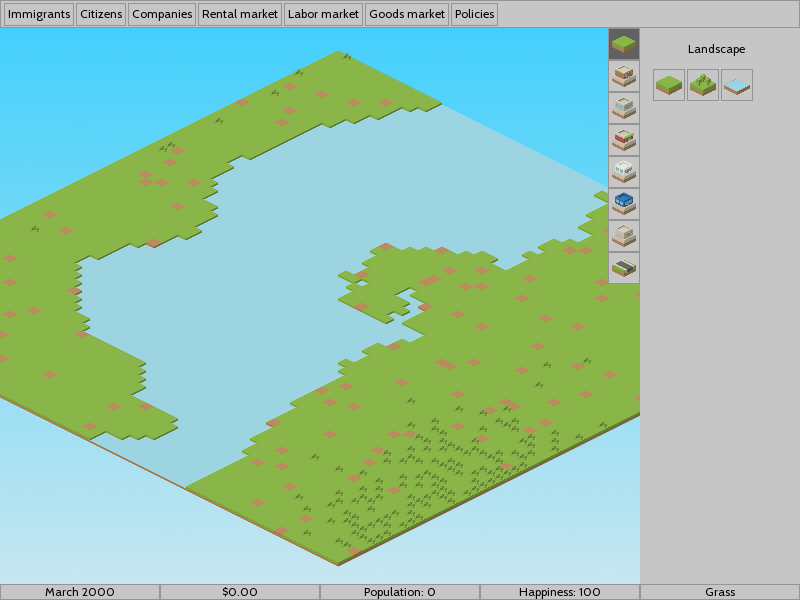 Immigrants Citizens Companies Rental market Labor market Goods market Policies
Landscape
March 2000 $0.00 Population: 0 Happiness: 100 Grass